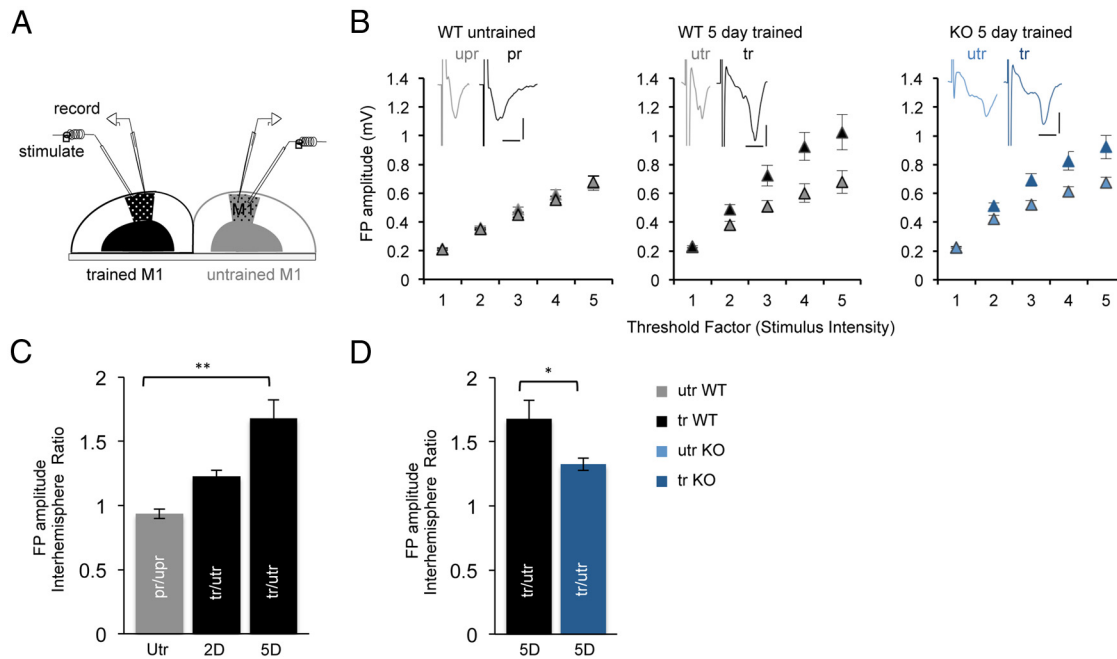 A
record
stimulate
M1
trained M1
untrained M1
B
WT untrained
upr
pr
WT 5 day trained
utr
tr
KO 5 day trained
utr
tr
FP amplitude (mV)
1.4
1.2
1
0.8
0.6
0.4
0.2
0
1 2 3 4 5
1.4
1.2
1
0.8
0.6
0.4
0.2
0
1 2 3 4 5
1.4
1.2
1
0.8
0.6
0.4
0.2
0
1 2 3 4 5
Threshold Factor (Stimulus Intensity)
C
FP amplitude
Interhemisphere Ratio
2
1.5
1
0.5
0
**
pr/upr
tr/utr
tr/utr
Utr 2D 5D
D
FP amplitude
Interhemisphere Ratio
2
1.5
1
0.5
0
*
tr/utr
tr/utr
5D 5D
utr WT
tr WT
utr KO
tr KO